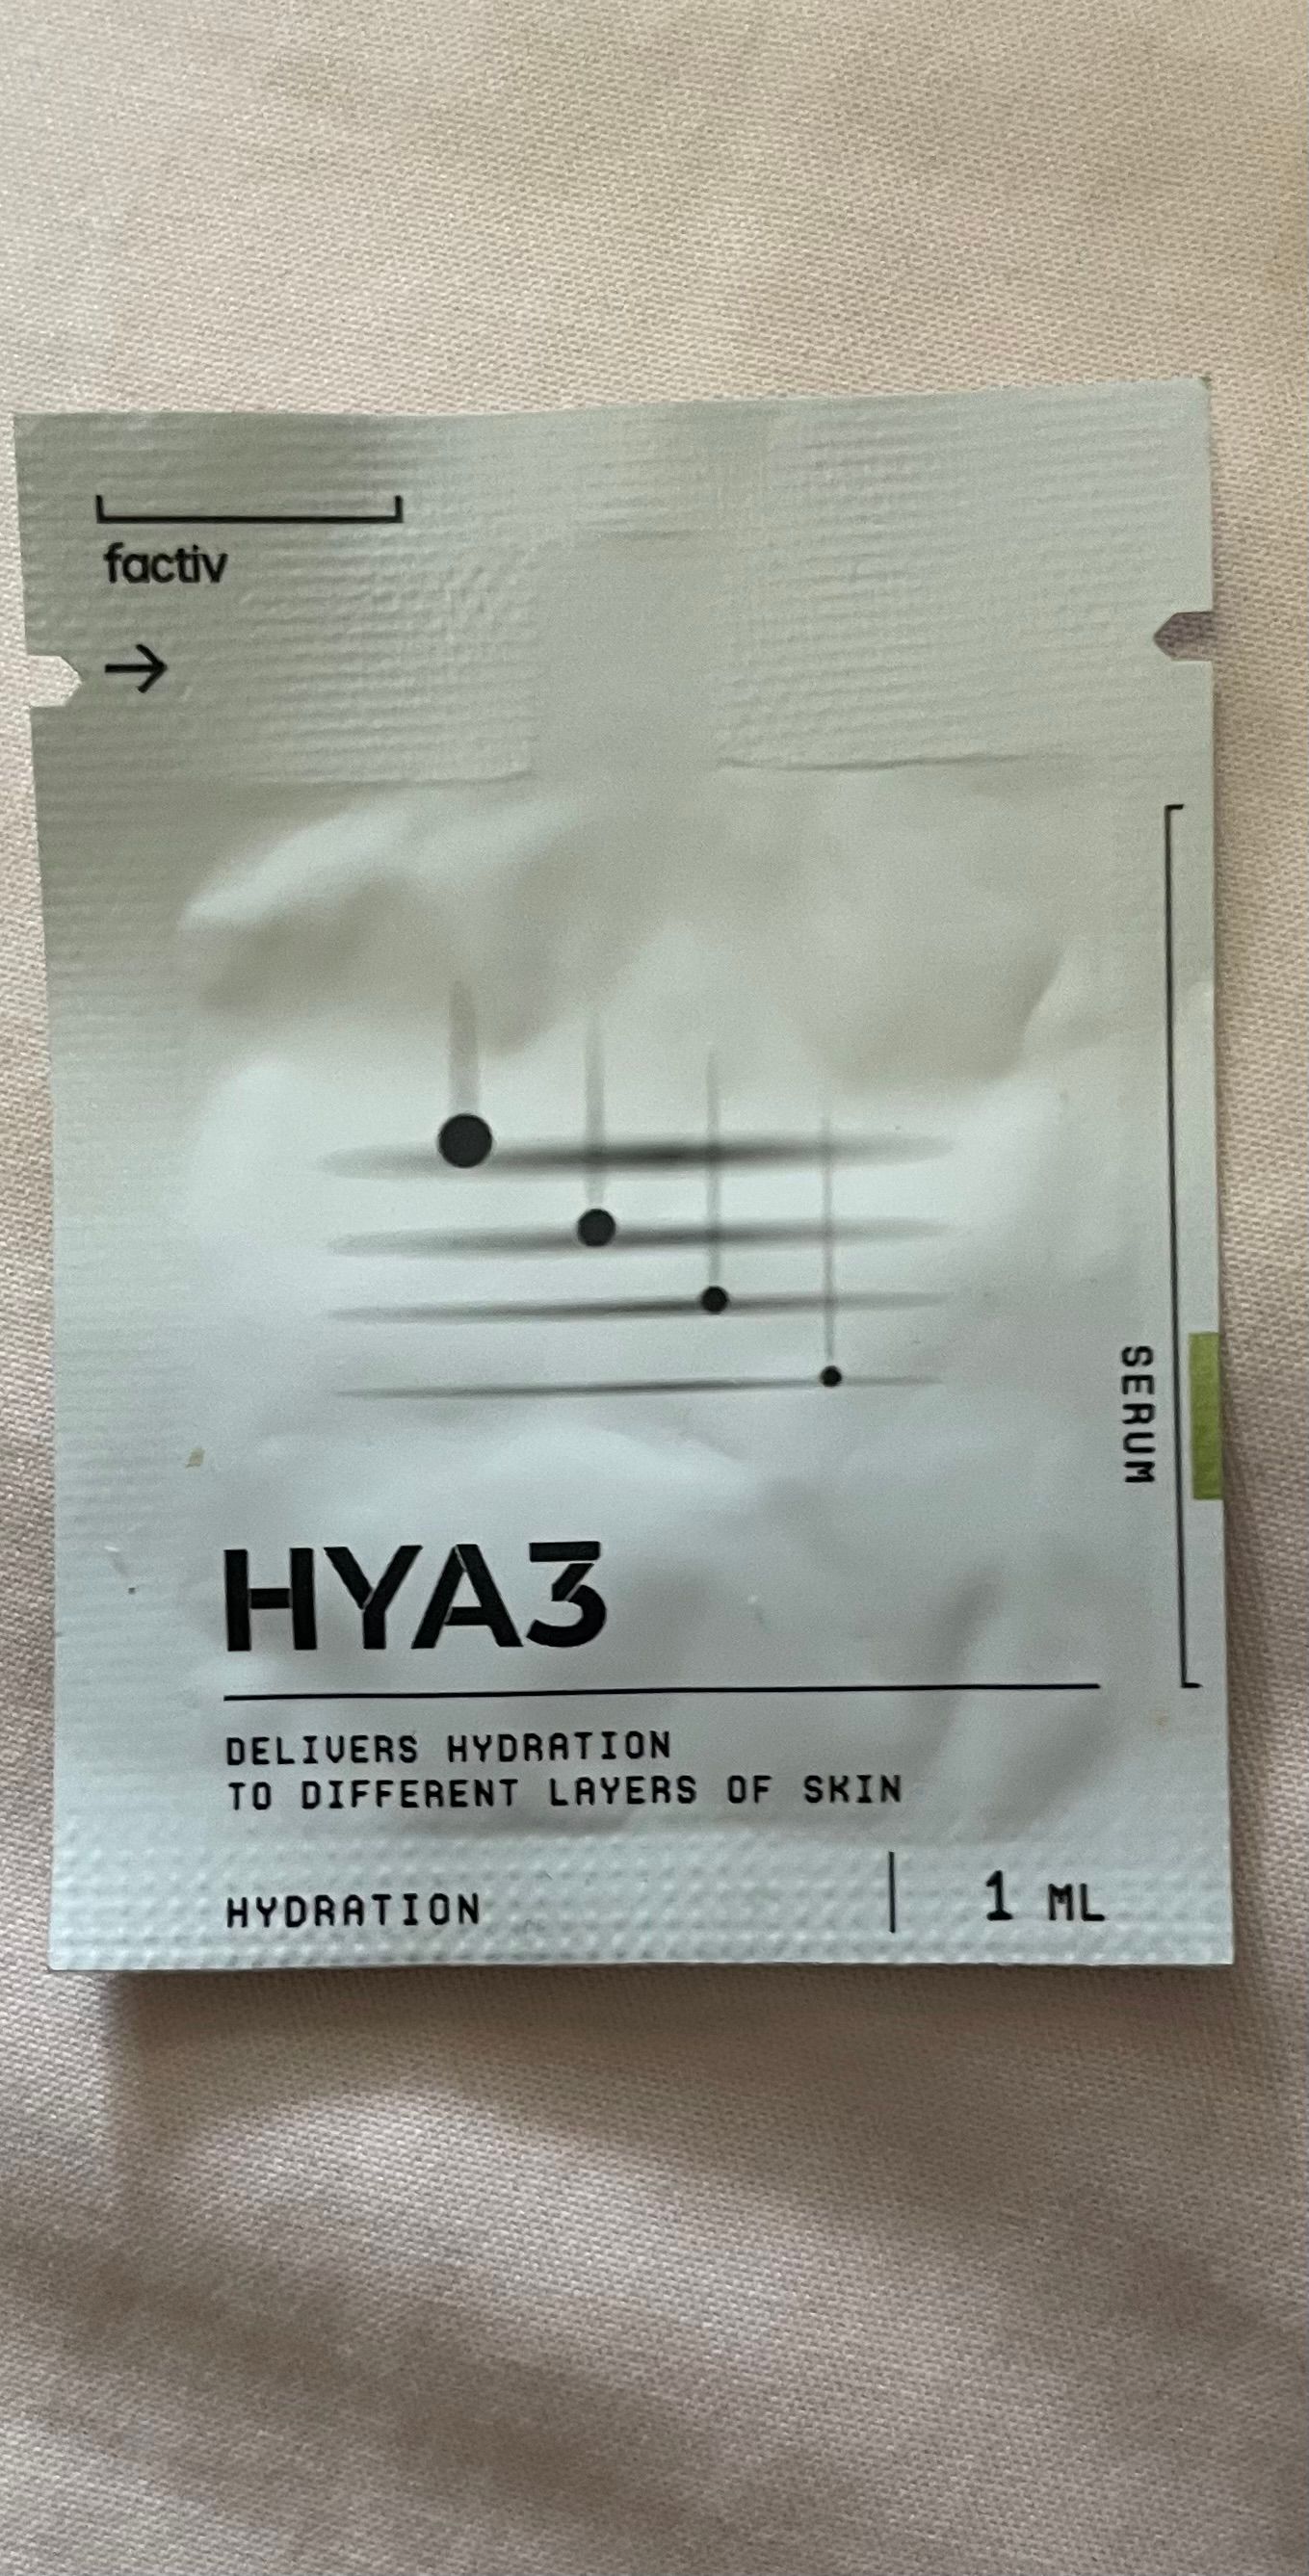 factiv
→
SERUM
HYA3
DELIVERS HYDRATION
TO DIFFERENT LAYERS OF SKIN
HYDRATION
1 ML